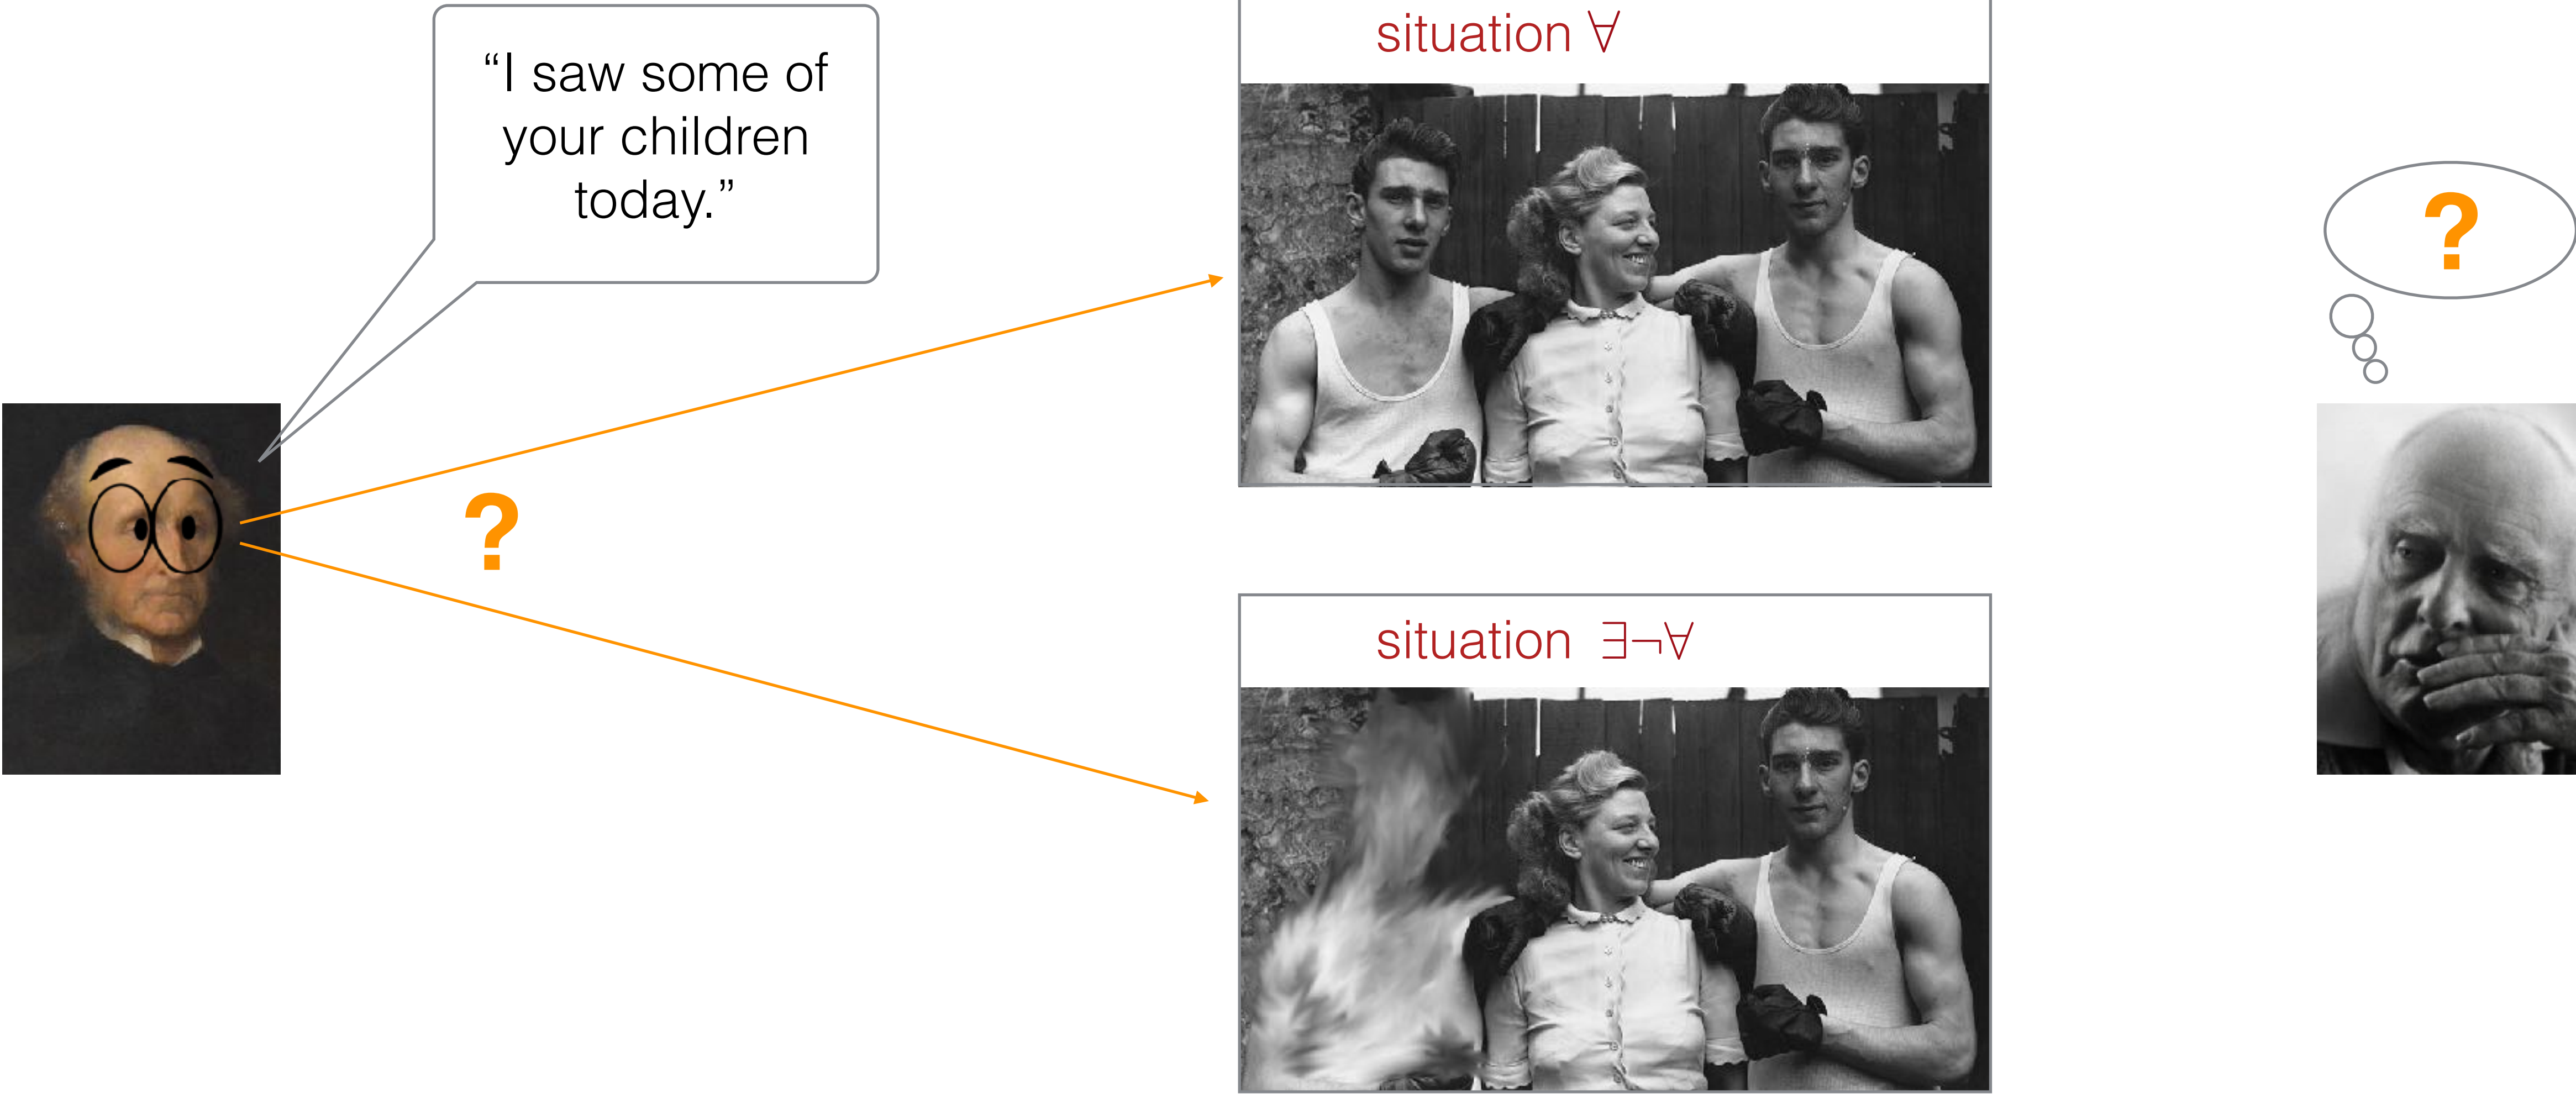 “I saw some of
your children
today.”
situation ∀
?
?
situation ∃¬∀